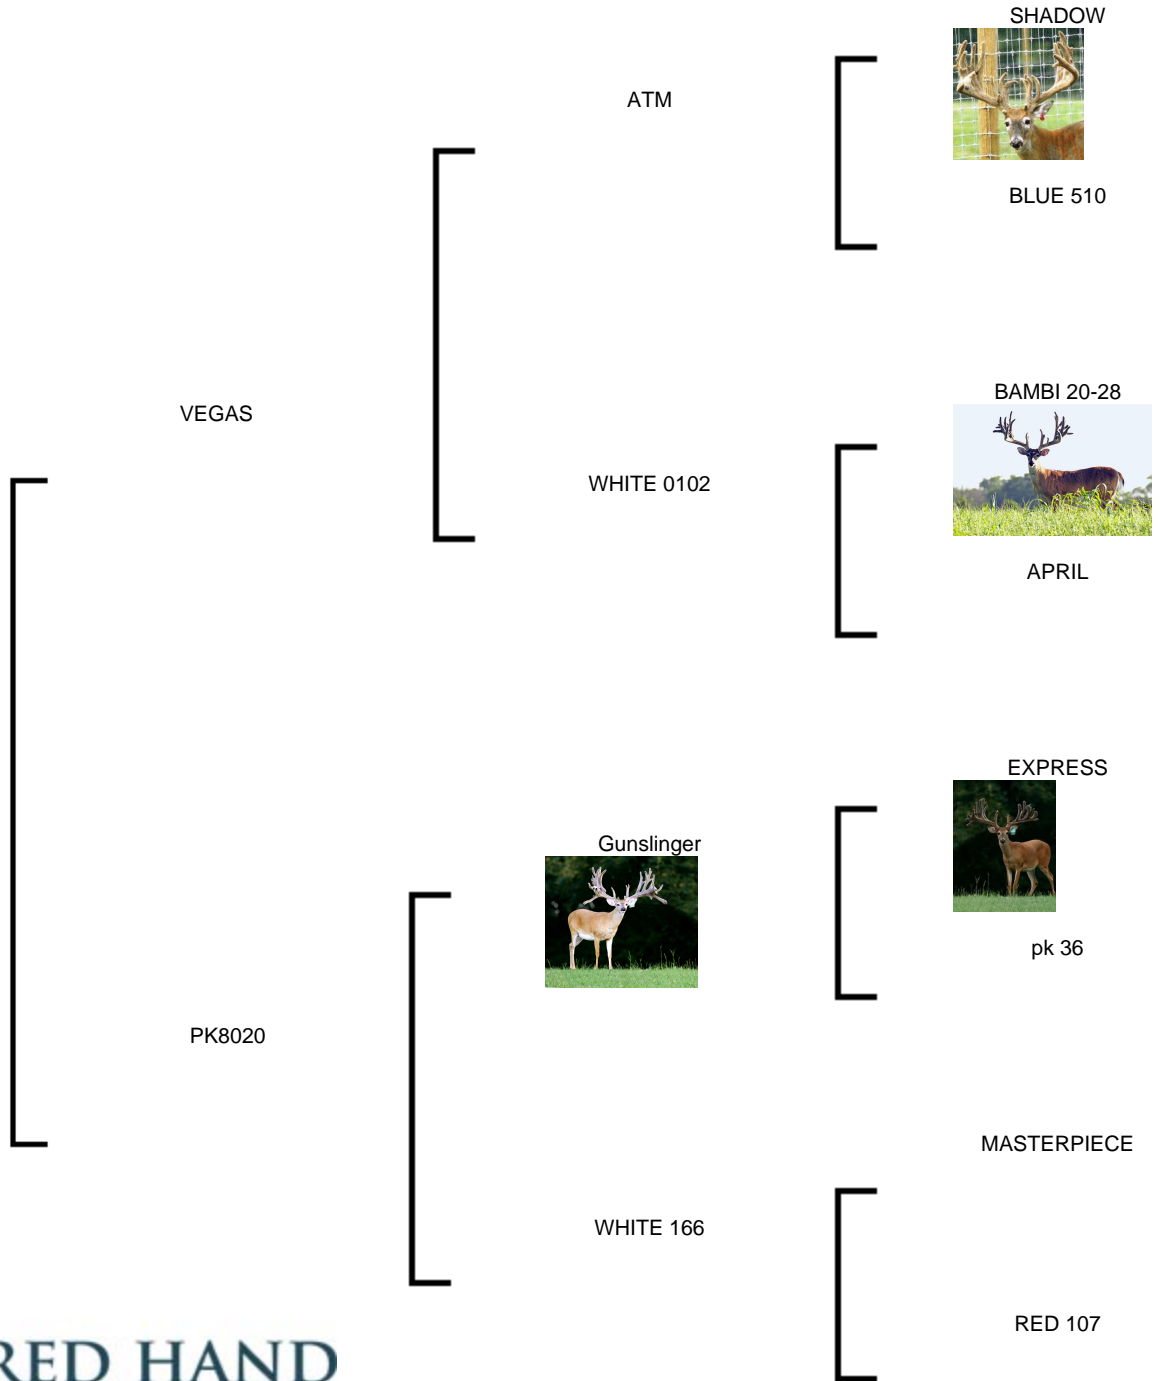 SHADOW
ATM
BLUE 510
BAMBI 20-28
VEGAS
WHITE 0102
APRIL
EXPRESS
Gunslinger
pk 36
PK8020
MASTERPIECE
WHITE 166
RED 107
RED HAND